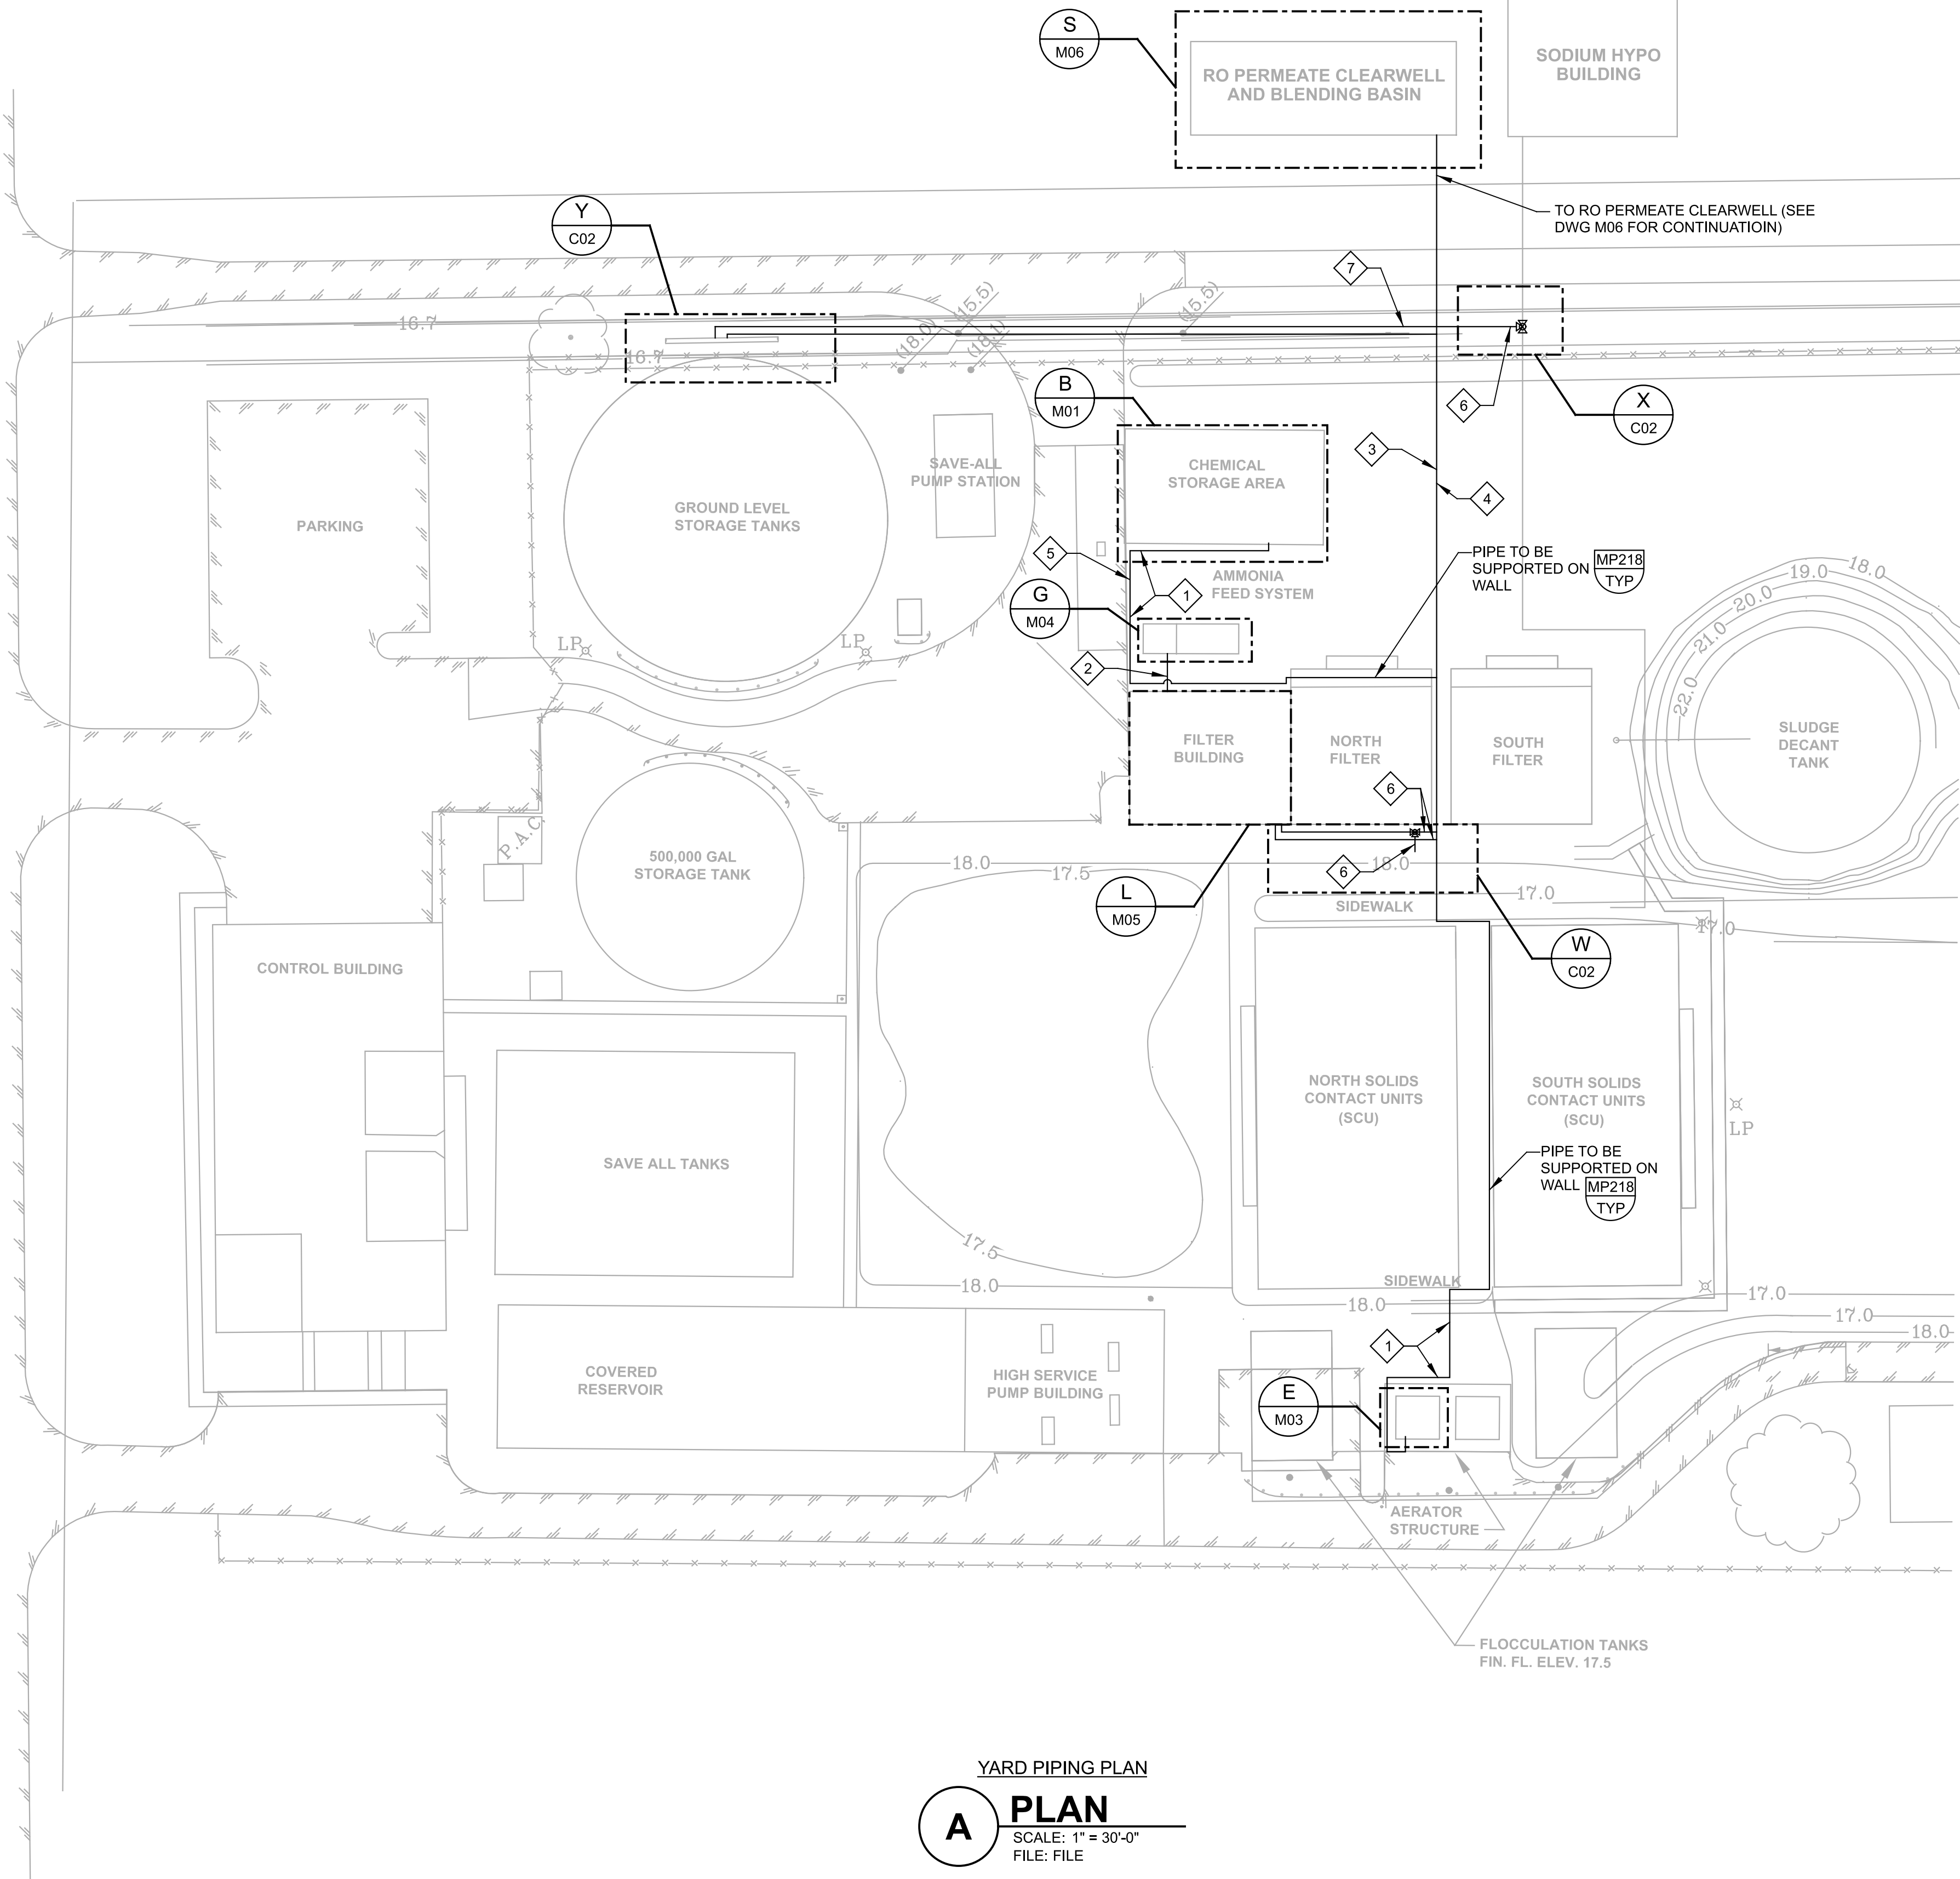 S
M06
RO PERMEATE CLEARWELL
AND BLENDING BASIN
SODIUM HYPO
BUILDING
TO RO PERMEATE CLEARWELL (SEE
DWG M06 FOR CONTINUATIOIN)
Y
C02
7
16.7
16.7
(18.0)
(15.5)
(18.1)
(15.5)
6
X
C02
B
M01
CHEMICAL
STORAGE AREA
3
4
SAVE-ALL
PUMP STATION
GROUND LEVEL
STORAGE TANKS
PARKING
5
1
AMMONIA
FEED SYSTEM
PIPE TO BE
SUPPORTED ON
WALL
MP218
TYP
G
M04
2
LP
LP
18.0
19.0
20.0
21.0
22.0
SLUDGE
DECANT
TANK
FILTER
BUILDING
NORTH
FILTER
SOUTH
FILTER
6
6
P.A.C.
500,000 GAL
STORAGE TANK
18.0
17.5
18.0
17.0
17.0
SIDEWALK
L
M05
W
C02
CONTROL BUILDING
NORTH SOLIDS
CONTACT UNITS
(SCU)
SOUTH SOLIDS
CONTACT UNITS
(SCU)
LP
SAVE ALL TANKS
PIPE TO BE
SUPPORTED ON
WALL
MP218
TYP
17.5
18.0
SIDEWALK
18.0
17.0
17.0
18.0
1
COVERED
RESERVOIR
HIGH SERVICE
PUMP BUILDING
E
M03
AERATOR
STRUCTURE
FLOCCULATION TANKS
FIN. FL. ELEV. 17.5
YARD PIPING PLAN
A
PLAN
SCALE: 1" = 30'-0"
FILE: FILE